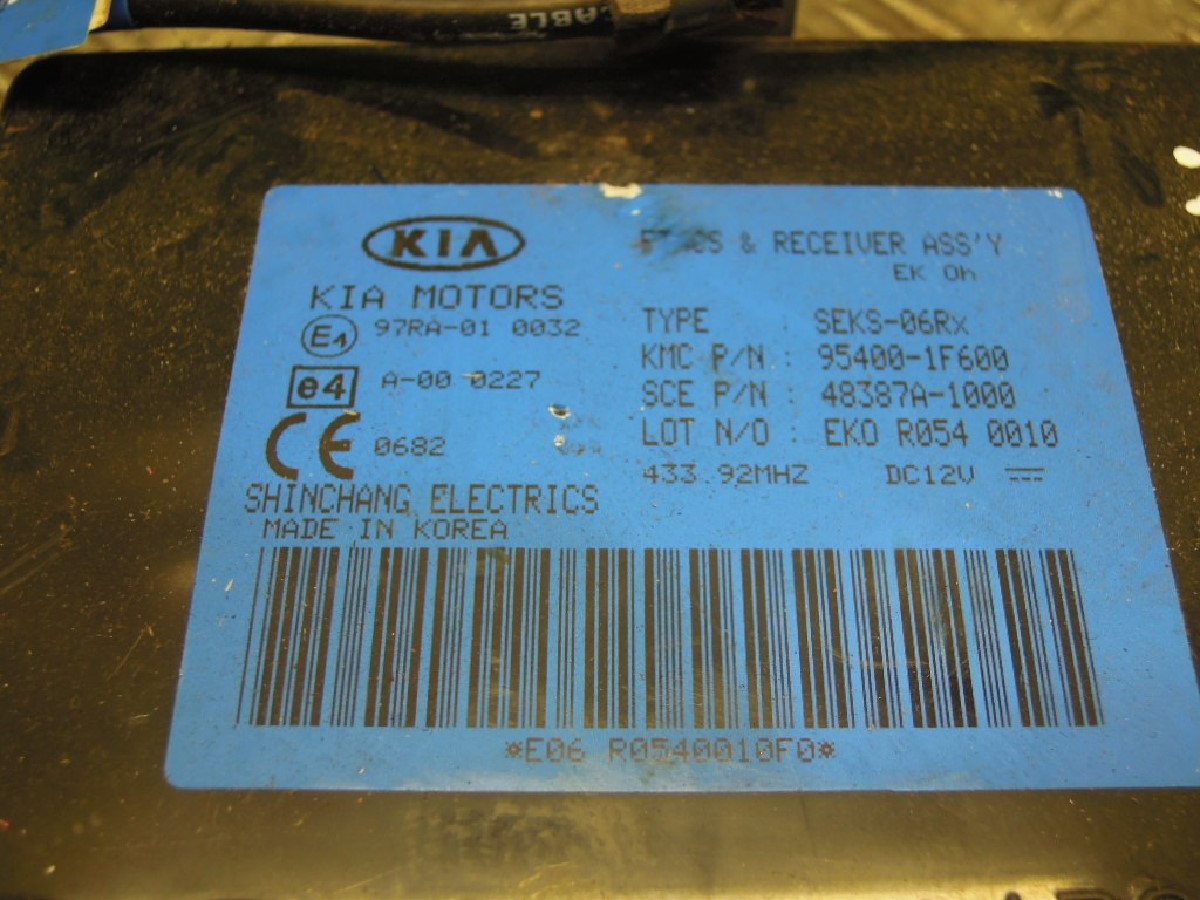 CABLE
KIA
KIA MOTORS
E4 97RA-01 0032
e4 A-00 0227
CE 0682
SHINCHANG ELECTRICS
MADE IN KOREA
& RECEIVER ASS'Y
EK Oh
TYPE SEKS-06Rx
KMC P/N : 95400-1F600
SCE P/N : 48387A-1000
LOT N/O : EKO R054 0010
433.92MHZ DC12V
*E06 R0540010F0*